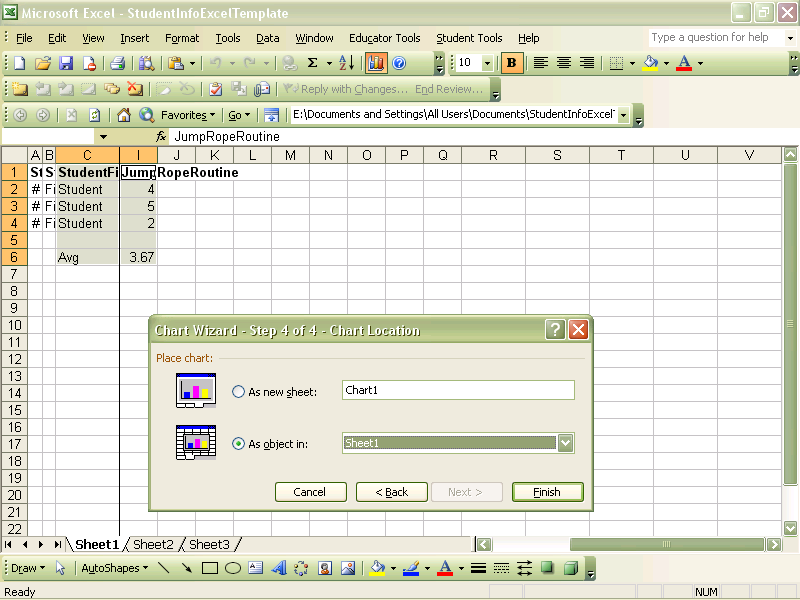 Microsoft Excel - StudentInfoExcelTemplate
File Edit View Insert Format Tools Data Window Educator Tools Student Tools Help Type a question for help
Σ A Z 10 B A
Reply with Changes... End Review...
Favorites Go E:\Documents and Settings\All Users\Documents\StudentInfoExcelT
fx JumpRopeRoutine
A B C I J K L M N O P Q R S T U V
1 St S StudentFi JumpRopeRoutine
2 # Fi Student 4
3 # Fi Student 5
4 # Fi Student 2
5
6 Avg 3.67
7
8
9
10
11
12
13
14
15
16
17
18
19
20
21
22
Chart Wizard - Step 4 of 4 - Chart Location ?
Place chart:
As new sheet: Chart1
As object in: Sheet1
Cancel < Back Next > Finish
Sheet1 Sheet2 Sheet3
Draw AutoShapes A A A
Ready NUM